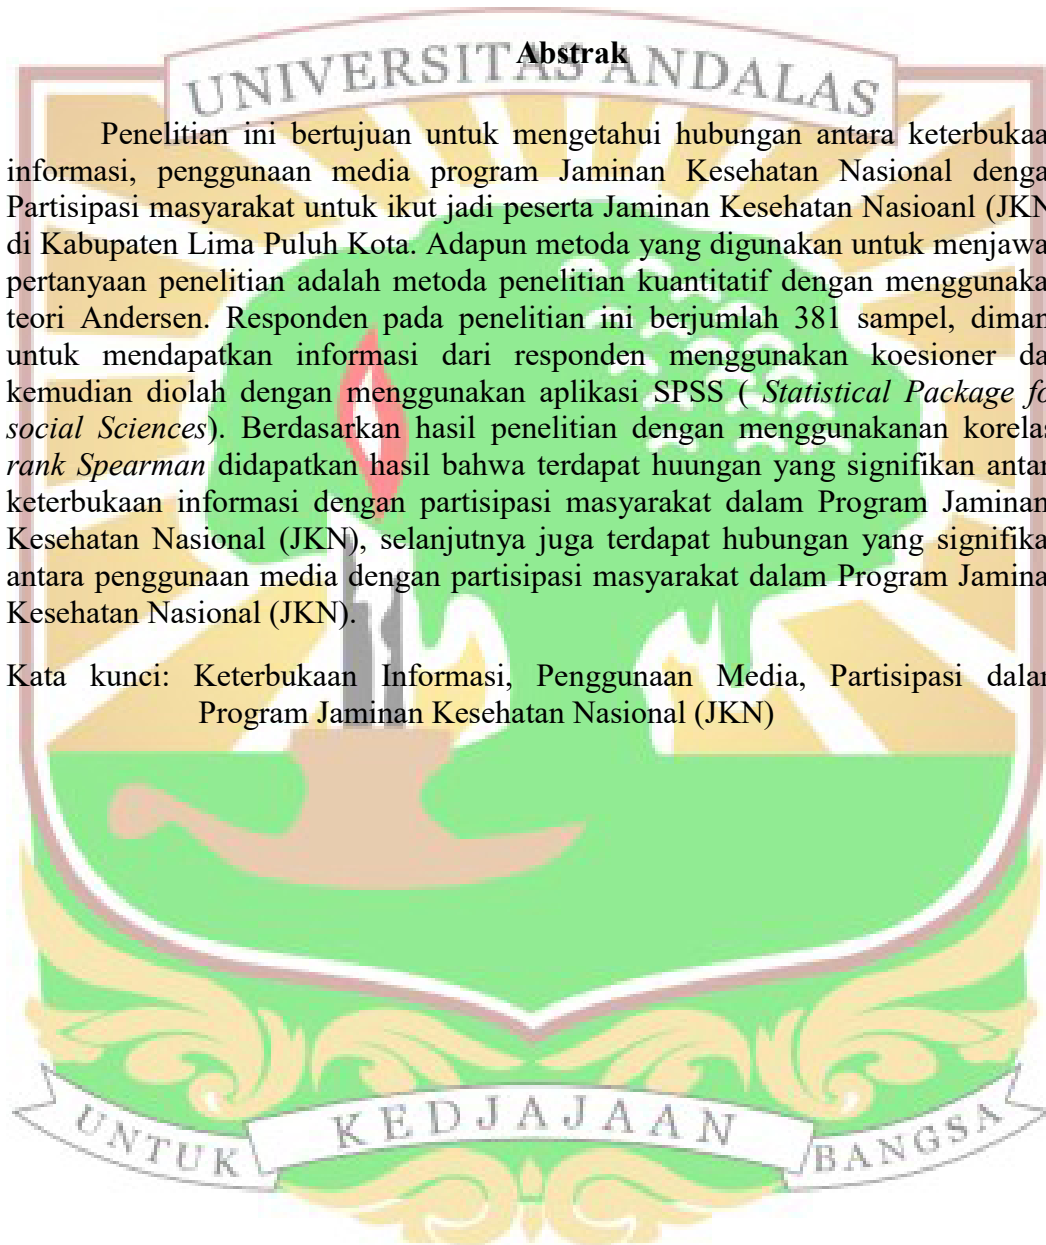 UNIVERSITAS ANDALAS
Abstrak
Penelitian ini bertujuan untuk mengetahui hubungan antara keterbukaa
informasi, penggunaan media program Jaminan Kesehatan Nasional denga
Partisipasi masyarakat untuk ikut jadi peserta Jaminan Kesehatan Nasioanl (JKN
di Kabupaten Lima Puluh Kota. Adapun metoda yang digunakan untuk menjawa
pertanyaan penelitian adalah metoda penelitian kuantitatif dengan menggunaka
teori Andersen. Responden pada penelitian ini berjumlah 381 sampel, diman
untuk mendapatkan informasi dari responden menggunakan koesioner da
kemudian diolah dengan menggunakan aplikasi SPSS ( Statistical Package fo
social Sciences). Berdasarkan hasil penelitian dengan menggunakanan korelas
rank Spearman didapatkan hasil bahwa terdapat huungan yang signifikan antar
keterbukaan informasi dengan partisipasi masyarakat dalam Program Jaminan
Kesehatan Nasional (JKN), selanjutnya juga terdapat hubungan yang signifika
antara penggunaan media dengan partisipasi masyarakat dalam Program Jamina
Kesehatan Nasional (JKN).
Kata kunci: Keterbukaan Informasi, Penggunaan Media, Partisipasi dalam
Program Jaminan Kesehatan Nasional (JKN)
UNTUK KEDJAJAAN BANGSA